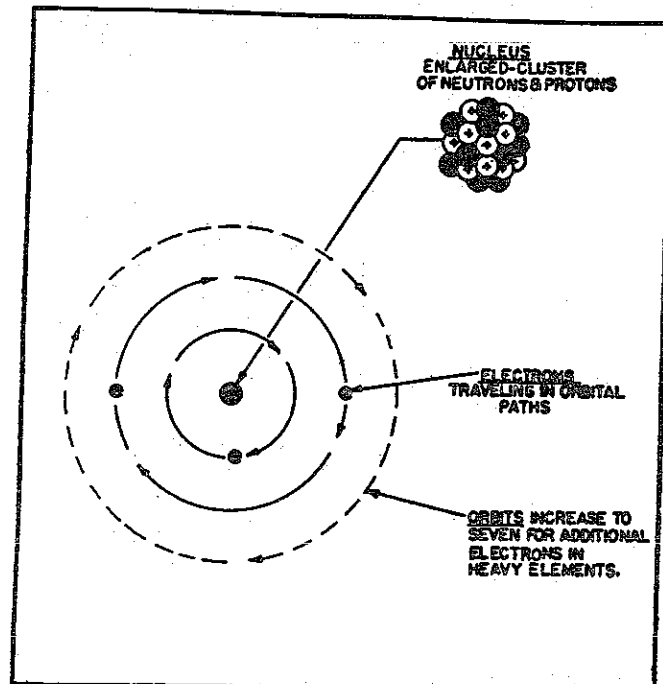 NUCLEUS
ENLARGED-CLUSTER
OF NEUTRONS & PROTONS
ELECTRONS
TRAVELING IN ORBITAL
PATHS
ORBITS INCREASE TO
SEVEN FOR ADDITIONAL
ELECTRONS IN
HEAVY ELEMENTS.